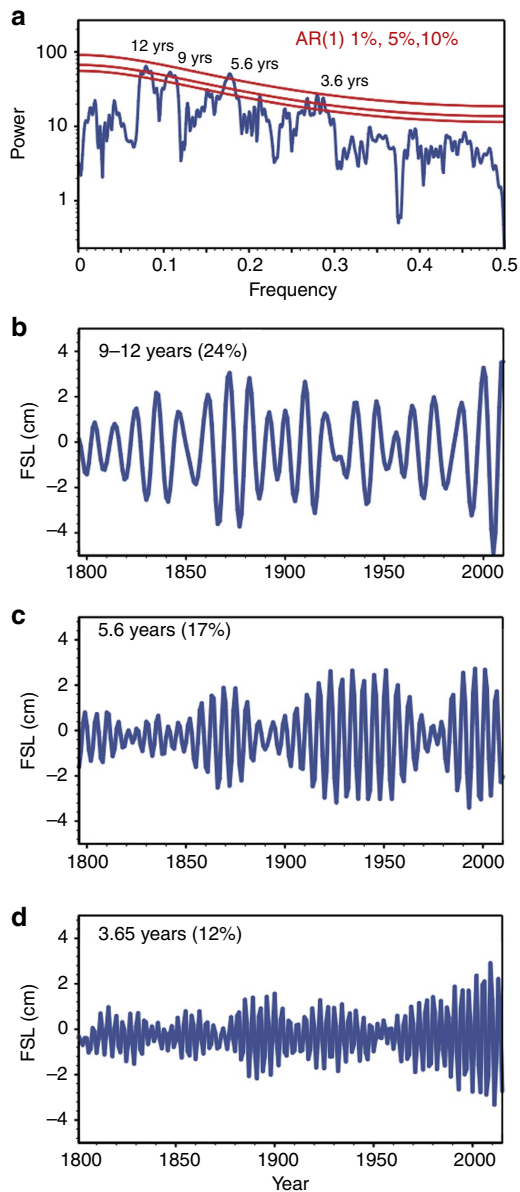 a
AR(1) 1%, 5%,10%
12 yrs
9 yrs
5.6 yrs
3.6 yrs
100
10
1
Power
0 0.1 0.2 0.3 0.4 0.5
Frequency
b
9–12 years (24%)
4
2
0
–2
–4
FSL (cm)
1800 1850 1900 1950 2000
c
5.6 years (17%)
4
2
0
–2
–4
FSL (cm)
1800 1850 1900 1950 2000
d
3.65 years (12%)
4
2
0
–2
–4
FSL (cm)
1800 1850 1900 1950 2000
Year